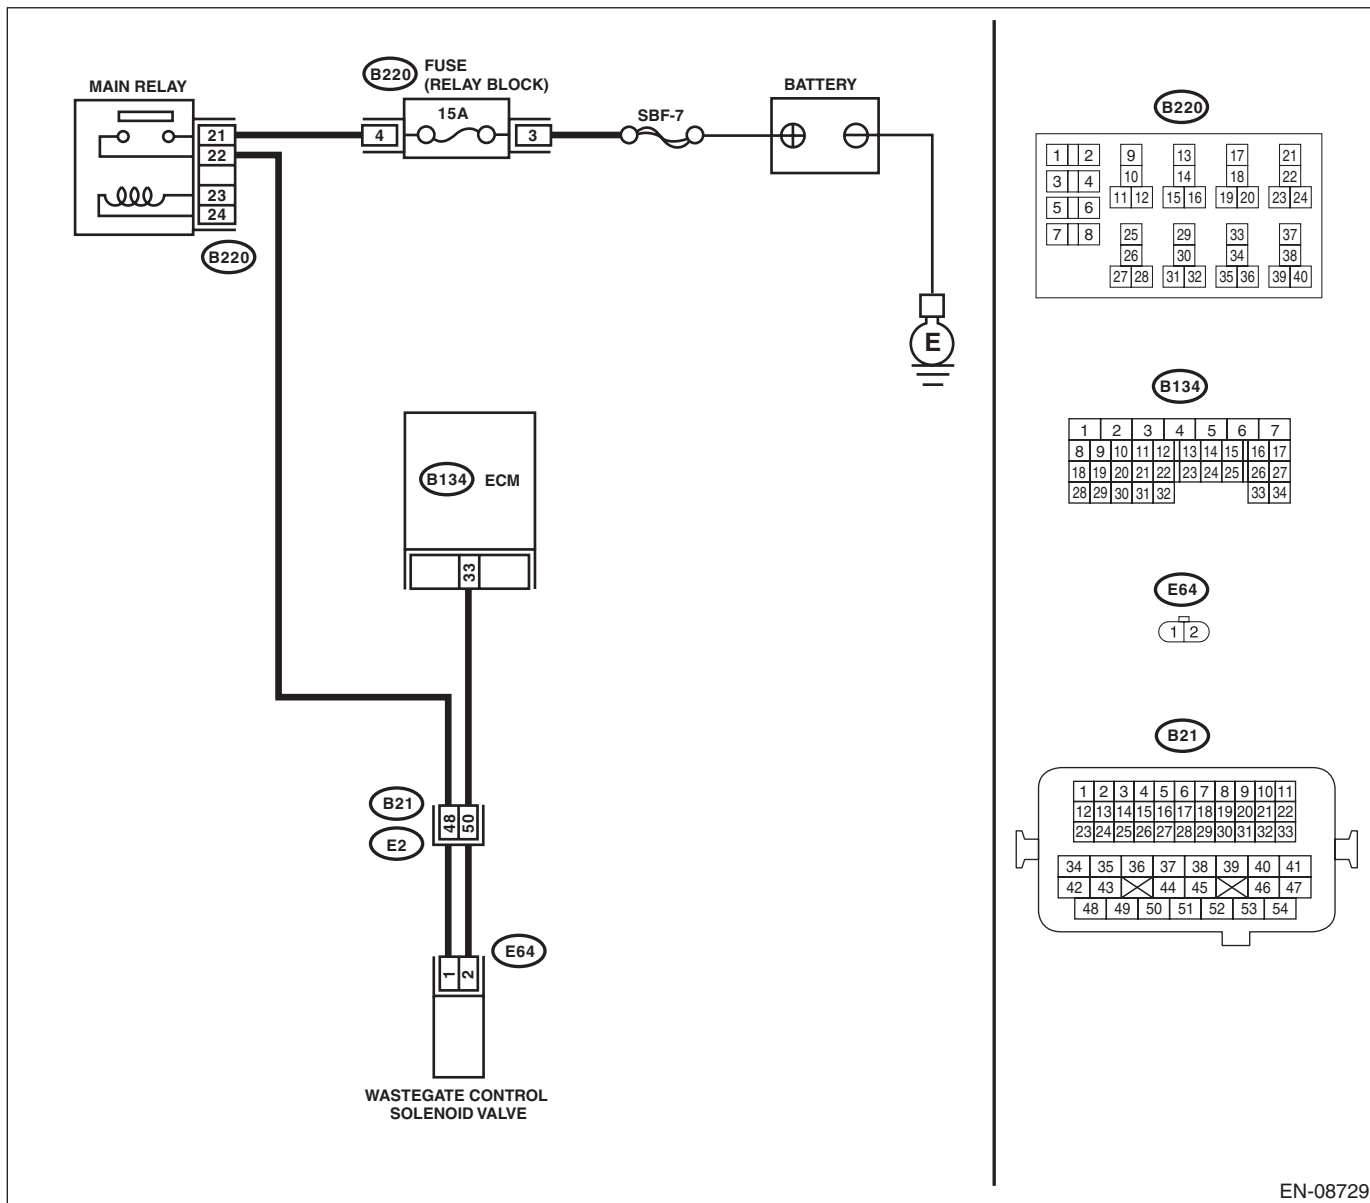 MAIN RELAY
B220
FUSE
(RELAY BLOCK)
15A
SBF-7
BATTERY
21
22
23
24
B220
4
3
E
B134 ECM
33
B21
E2
48 50
E64
1 2
WASTEGATE CONTROL
SOLENOID VALVE
B220
1 2 9 13 17 21
3 4 10 14 18 22
11 12 15 16 19 20 23 24
5 6
7 8 25 29 33 37
26 30 34 38
27 28 31 32 35 36 39 40
B134
1 2 3 4 5 6 7
8 9 10 11 12 13 14 15 16 17
18 19 20 21 22 23 24 25 26 27
28 29 30 31 32 33 34
E64
1 2
B21
1 2 3 4 5 6 7 8 9 10 11
12 13 14 15 16 17 18 19 20 21 22
23 24 25 26 27 28 29 30 31 32 33
34 35 36 37 38 39 40 41
42 43 44 45 46 47
48 49 50 51 52 53 54
EN-08729